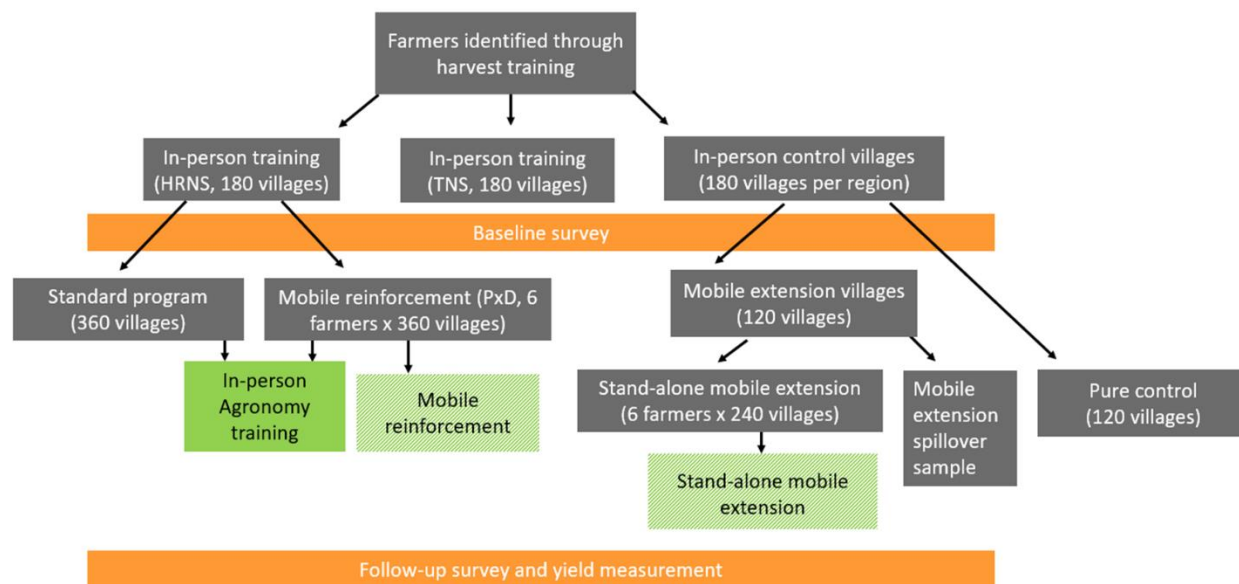 Farmers identified through
harvest training
In-person training
(HRNS, 180 villages)
In-person training
(TNS, 180 villages)
In-person control villages
(180 villages per region)
Baseline survey
Standard program
(360 villages)
Mobile reinforcement (PxD, 6
farmers x 360 villages)
Mobile extension villages
(120 villages)
In-person
Agronomy
training
Mobile
reinforcement
Stand-alone mobile extension
(6 farmers x 240 villages)
Mobile
extension
spillover
sample
Pure control
(120 villages)
Stand-alone mobile
extension
Follow-up survey and yield measurement